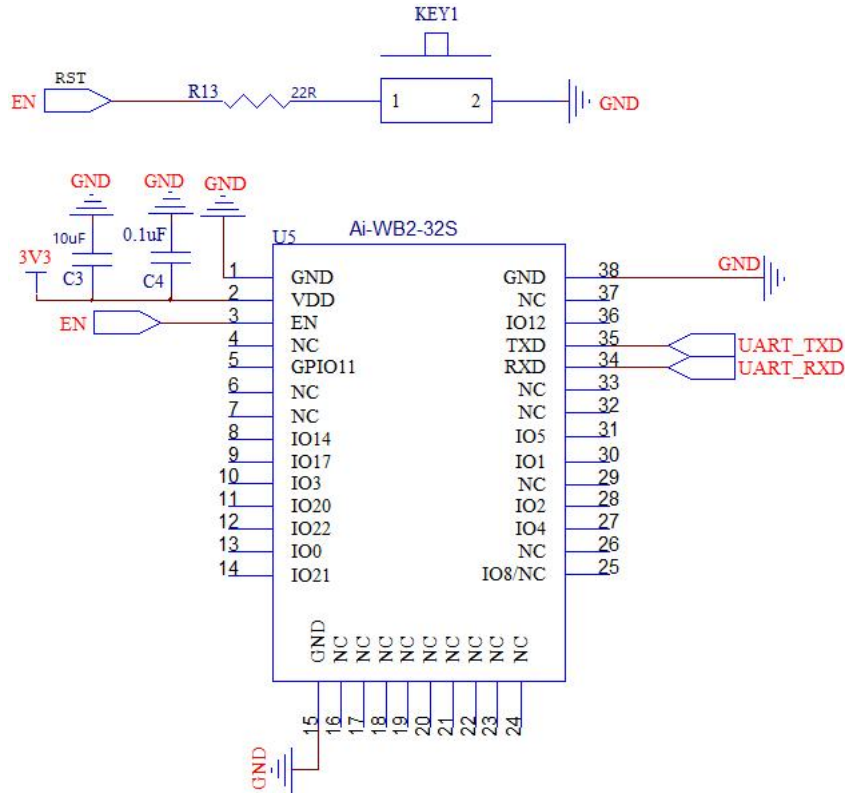 KEY1
RST
EN
R13
22R
1
2
GND
GND
GND
GND
10uF
0.1uF
3V3
C3
C4
U5
Ai-WB2-32S
1 GND
2 VDD
EN
3 EN
4 NC
5 GPIO11
6 NC
7 NC
8 IO14
9 IO17
10 IO3
11 IO20
12 IO22
13 IO0
14 IO21
GND 38
GND
NC 37
IO12 36
TXD 35
UART_TXD
RXD 34
UART_RXD
NC 33
NC 32
IO5 31
IO1 30
NC 29
IO2 28
IO4 27
NC 26
IO8/NC 25
GND NC NC NC NC NC NC NC NC NC
15 16 17 18 19 20 21 22 23 24
GND